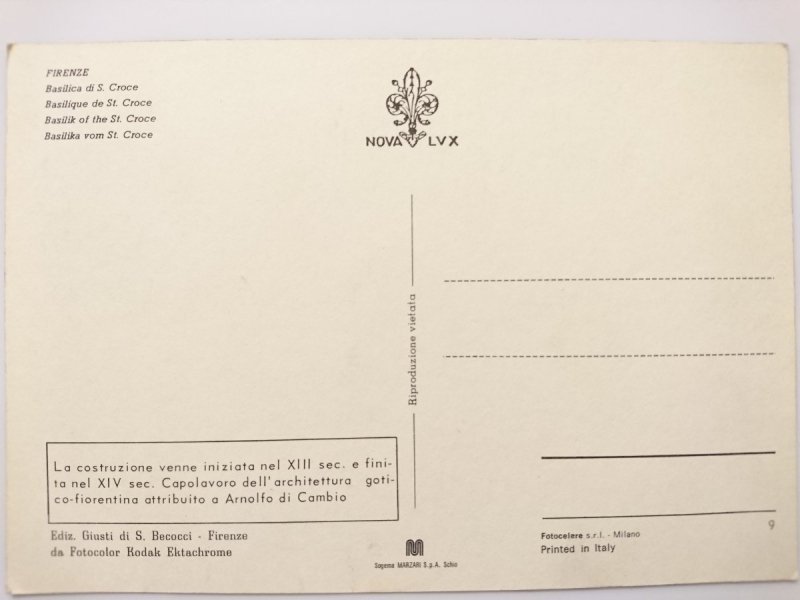 FIRENZE
Basilica di S. Croce
Basilique de St. Croce
Basilik of the St. Croce
Basilika vom St. Croce
NOVA LVX
Riproduzione vietata
La costruzione venne iniziata nel XIII sec. e fini-
ta nel XIV sec. Capolavoro dell'architettura goti-
co-fiorentina attribuito a Arnolfo di Cambio
Ediz. Giusti di S. Becocci - Firenze
da Fotocolor Kodak Ektachrome
M
Sogema MARZARI S.p.A. Schio
9
Fotocelere s.r.l. - Milano
Printed in Italy